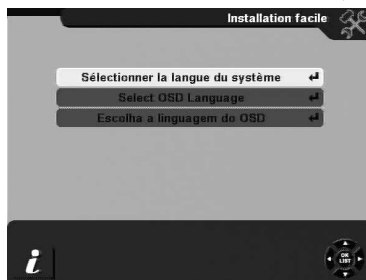 Installation facile
Sélectionner la langue du système
Select OSD Language
Escolha a linguagem do OSD
i
OK
LIST